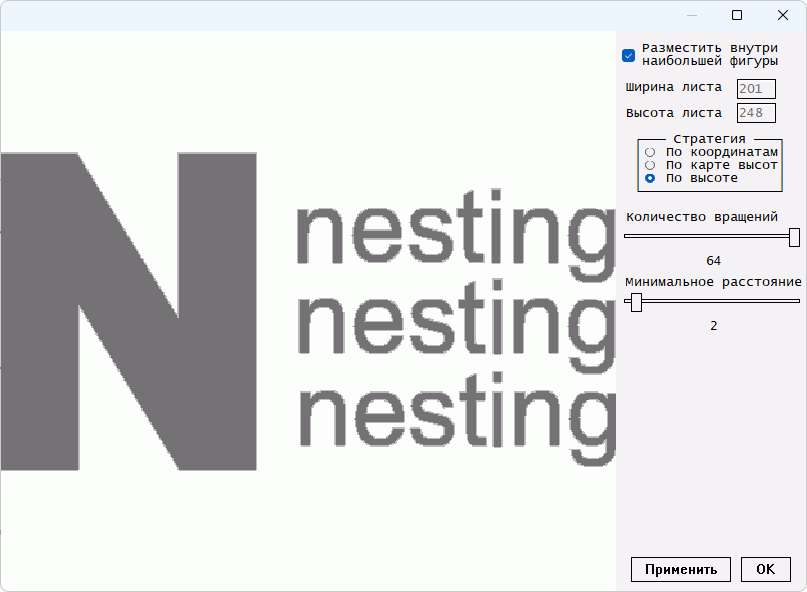 N
nesting
nesting
nesting
Разместить внутри
наибольшей фигуры
Ширина листа 201
Высота листа 248
Стратегия
По координатам
По карте высот
По высоте
Количество вращений
64
Минимальное расстояние
2
Применить OK